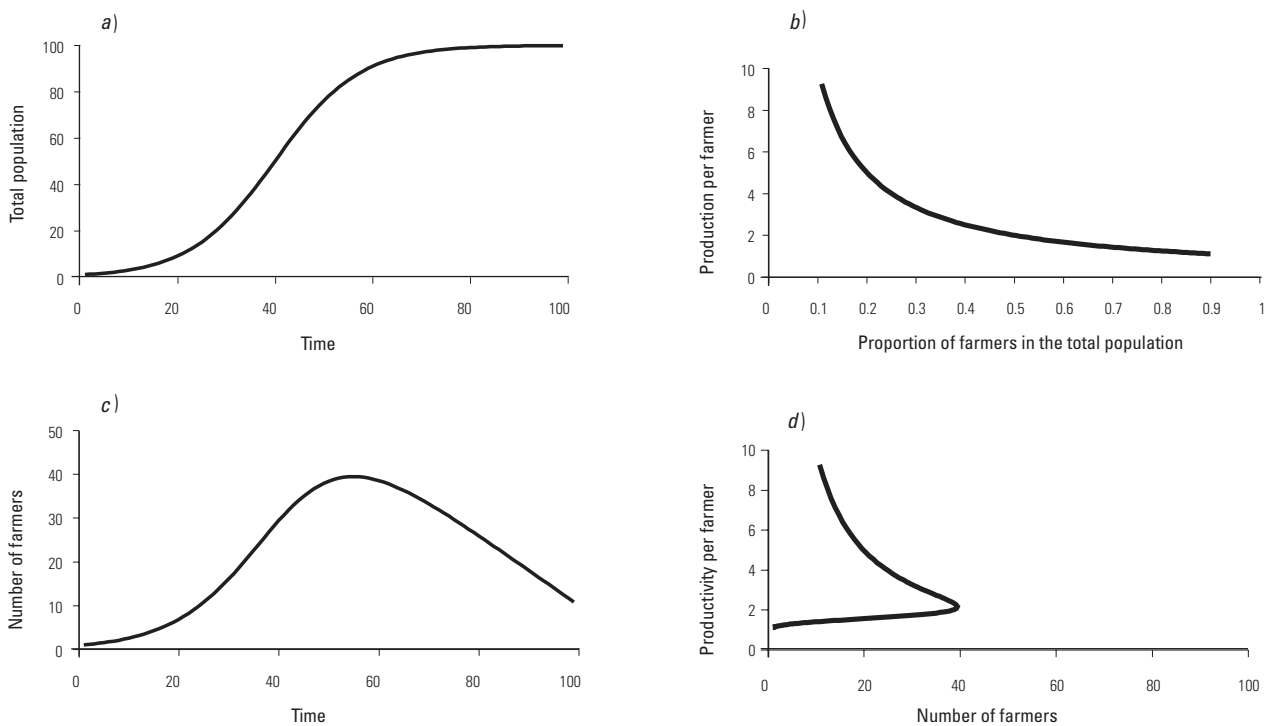 a)
Total population
100
80
60
40
20
0
0 20 40 60 80 100
Time
b)
Production per farmer
10
8
6
4
2
0
0 0.1 0.2 0.3 0.4 0.5 0.6 0.7 0.8 0.9 1
Proportion of farmers in the total population
c)
Number of farmers
50
40
30
20
10
0
0 20 40 60 80 100
Time
d)
Productivity per farmer
10
8
6
4
2
0
0 20 40 60 80 100
Number of farmers